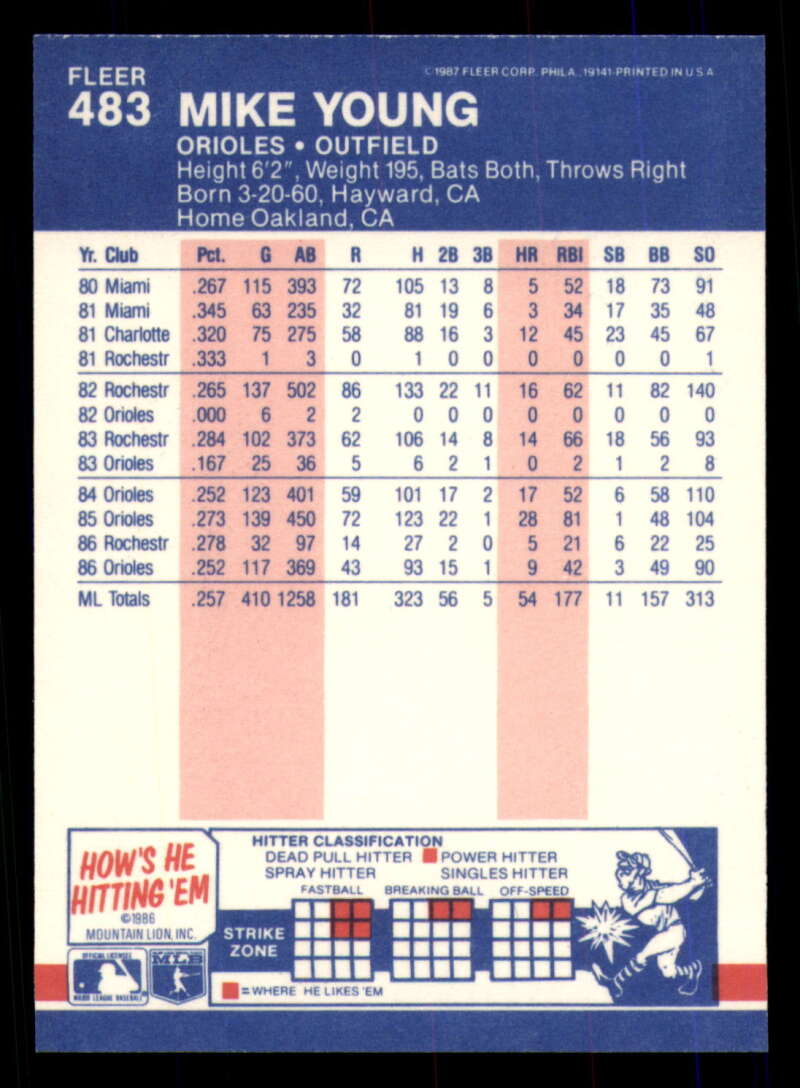 FLEER
483 MIKE YOUNG
©1987 FLEER CORP. PHILA. 19141-PRINTED IN U S A
ORIOLES • OUTFIELD
Height 6'2", Weight 195, Bats Both, Throws Right
Born 3-20-60, Hayward, CA
Home Oakland, CA
Yr. Club Pct. G AB R H 2B 3B HR RBI SB BB SO
80 Miami .267 115 393 72 105 13 8 5 52 18 73 91
81 Miami .345 63 235 32 81 19 6 3 34 17 35 48
81 Charlotte .320 75 275 58 88 16 3 12 45 23 45 67
81 Rochestr .333 1 3 0 1 0 0 0 0 0 0 1
82 Rochestr .265 137 502 86 133 22 11 16 62 11 82 140
82 Orioles .000 6 2 2 0 0 0 0 0 0 0 0
83 Rochestr .284 102 373 62 106 14 8 14 66 18 56 93
83 Orioles .167 25 36 5 6 2 1 0 2 1 2 8
84 Orioles .252 123 401 59 101 17 2 17 52 6 58 110
85 Orioles .273 139 450 72 123 22 1 28 81 1 48 104
86 Rochestr .278 32 97 14 27 2 0 5 21 6 22 25
86 Orioles .252 117 369 43 93 15 1 9 42 3 49 90
ML Totals .257 410 1258 181 323 56 5 54 177 11 157 313
HOW'S HE
HITTING 'EM
©1986
MOUNTAIN LION, INC.
OFFICIAL LICENSEE
MAJOR LEAGUE BASEBALL
MLB
HITTER CLASSIFICATION
DEAD PULL HITTER POWER HITTER
SPRAY HITTER SINGLES HITTER
FASTBALL BREAKING BALL OFF-SPEED
STRIKE
ZONE
=WHERE HE LIKES 'EM